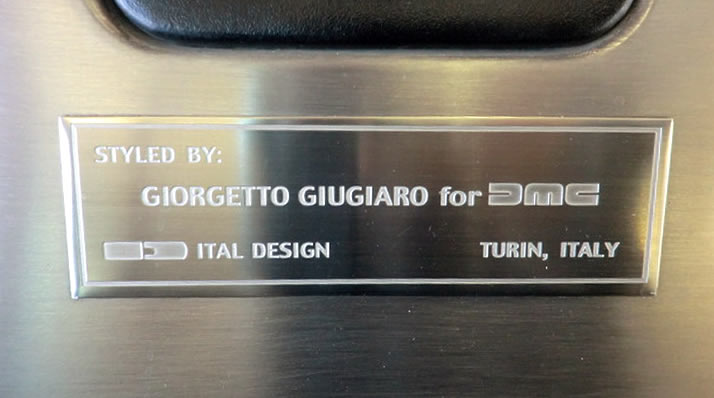 STYLED BY:
GIORGETTO GIUGIARO for DMC
ITAL DESIGN
TURIN, ITALY